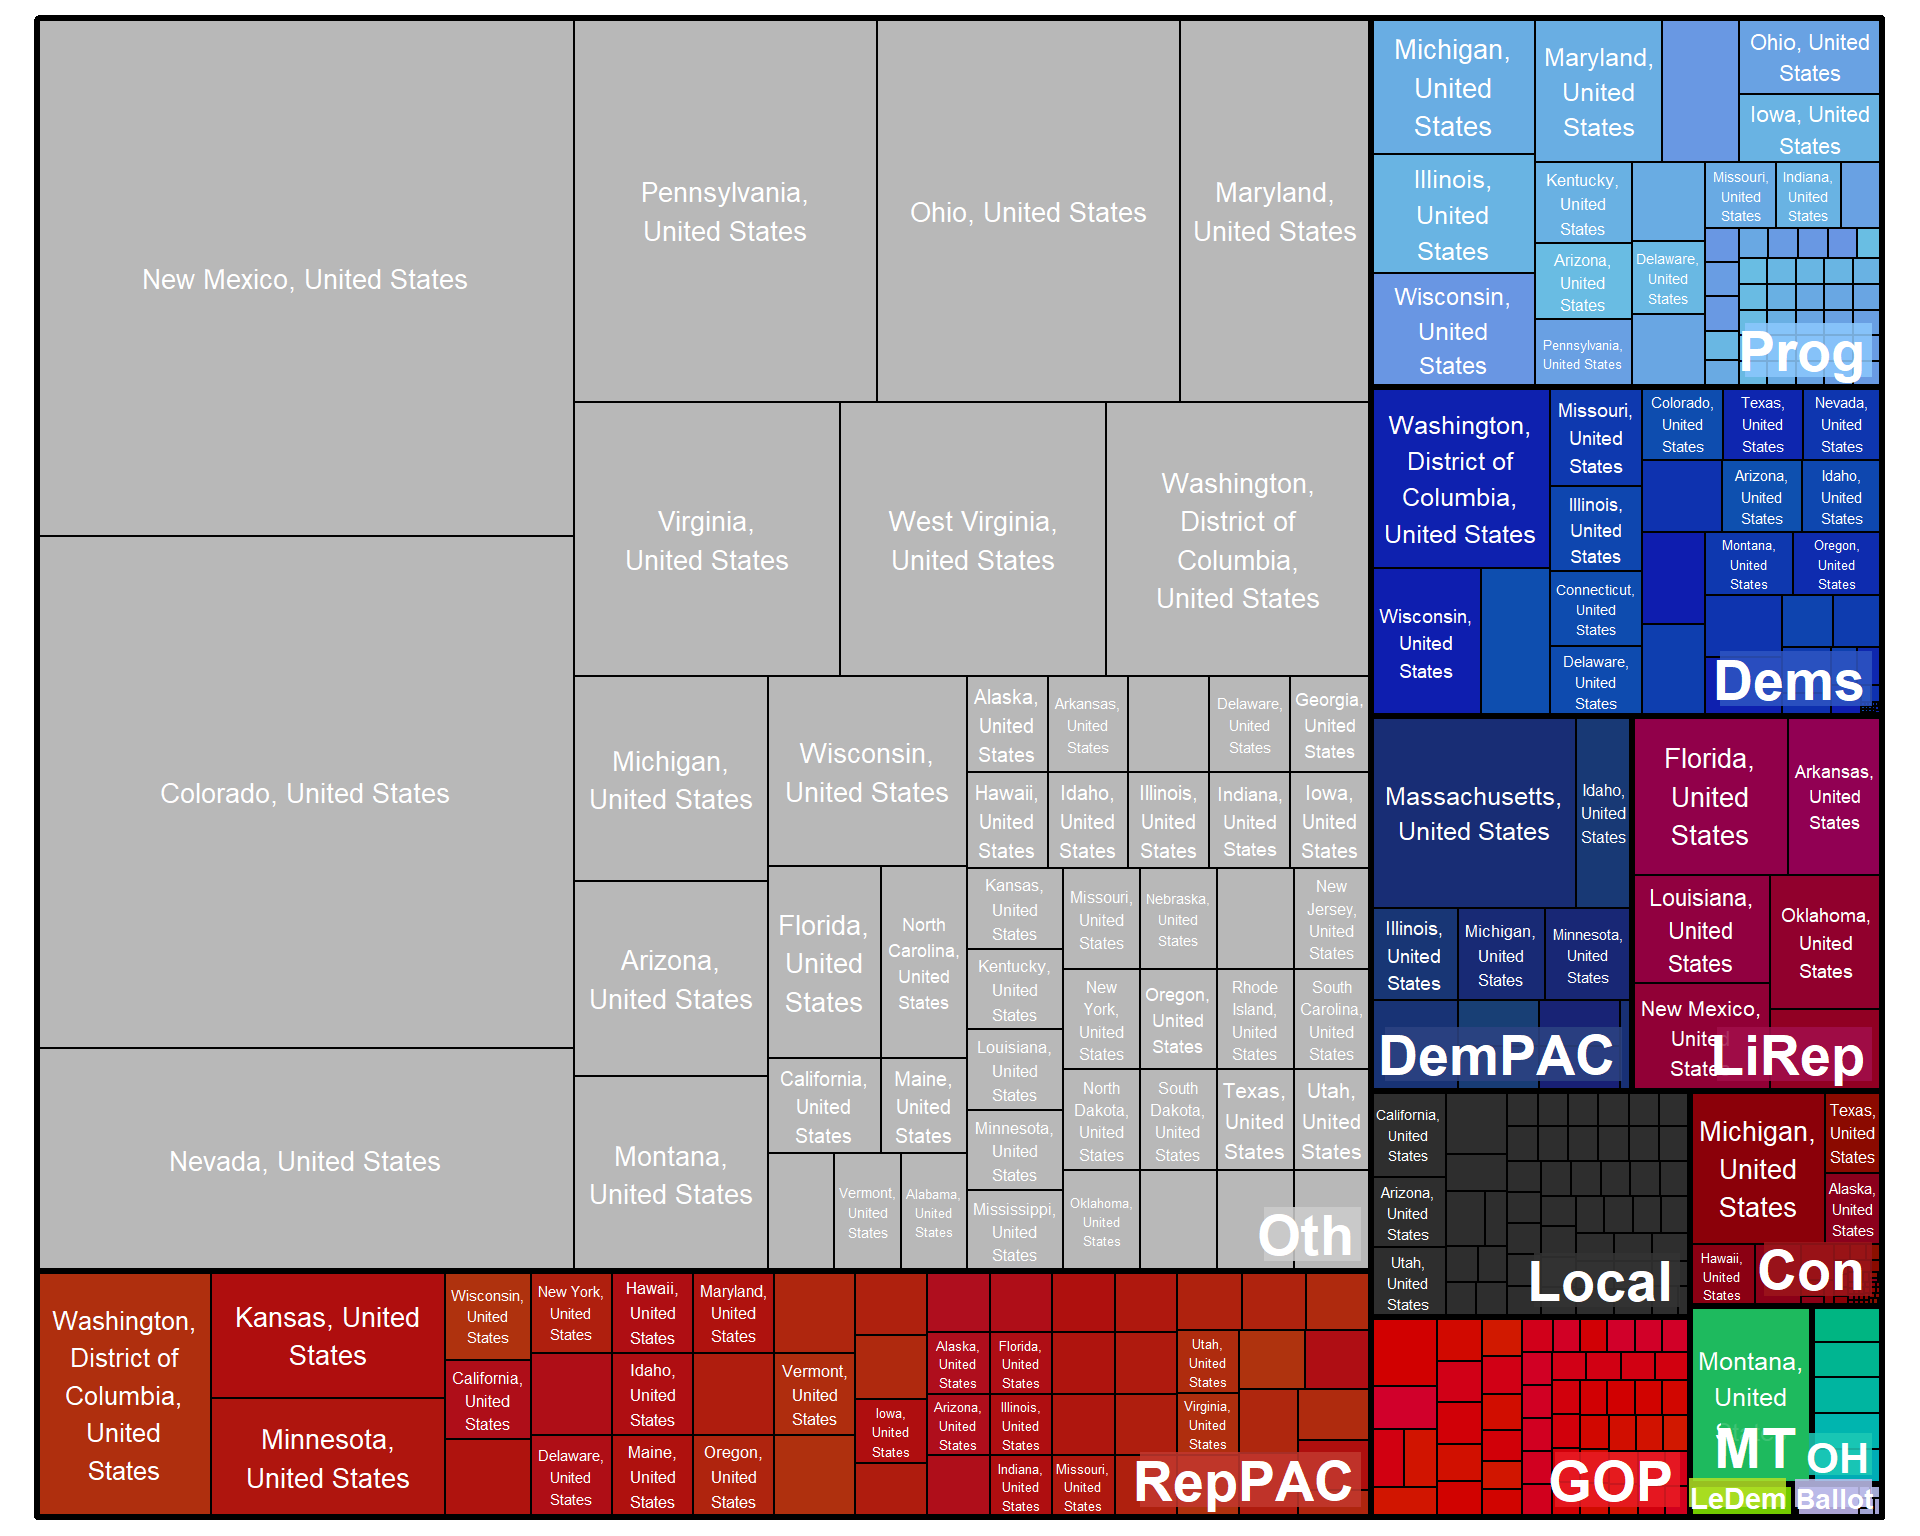 New Mexico, United States
Colorado, United States
Nevada, United States
Pennsylvania,
United States
Ohio, United States
Maryland,
United States
Virginia,
United States
West Virginia,
United States
Washington,
District of
Columbia,
United States
Michigan,
United States
Arizona,
United States
Montana,
United States
Wisconsin,
United States
Florida,
United
States
North
Carolina,
United
States
California,
United
States
Maine,
United
States
Vermont,
United
States
Alabama,
United
States
Alaska,
United
States
Arkansas,
United
States
Delaware,
United
States
Georgia,
United
States
Hawaii,
United
States
Idaho,
United
States
Illinois,
United
States
Indiana,
United
States
Iowa,
United
States
Kansas,
United
States
Kentucky,
United
States
Louisiana,
United
States
Minnesota,
United
States
Mississippi,
United
States
Missouri,
United
States
Nebraska,
United
States
New
Jersey,
United
States
New
York,
United
States
Oregon,
United
States
Rhode
Island,
United
States
South
Carolina,
United
States
North
Dakota,
United
States
South
Dakota,
United
States
Texas,
United
States
Utah,
United
States
Oklahoma,
United
States
Oth
Washington,
District of
Columbia,
United
States
Kansas, United
States
Minnesota,
United States
Wisconsin,
United
States
California,
United
States
New York,
United
States
Delaware,
United
States
Hawaii,
United
States
Idaho,
United
States
Maine,
United
States
Maryland,
United
States
Oregon,
United
States
Vermont,
United
States
Iowa,
United
States
Alaska,
United
States
Arizona,
United
States
Florida,
United
States
Illinois,
United
States
Indiana,
United
States
Missouri,
United
States
Utah,
United
States
Virginia,
United
States
RepPAC
Michigan,
United
States
Illinois,
United
States
Wisconsin,
United
States
Maryland,
United
States
Ohio, United
States
Iowa, United
States
Kentucky,
United
States
Arizona,
United
States
Pennsylvania,
United States
Delaware,
United
States
Missouri,
United
States
Indiana,
United
States
Prog
Washington,
District of
Columbia,
United States
Wisconsin,
United
States
Missouri,
United
States
Illinois,
United
States
Connecticut,
United
States
Delaware,
United
States
Colorado,
United
States
Texas,
United
States
Nevada,
United
States
Arizona,
United
States
Idaho,
United
States
Montana,
United
States
Oregon,
United
States
Dems
Massachusetts,
United States
Idaho,
United
States
Illinois,
United
States
Michigan,
United
States
Minnesota,
United
States
DemPAC
Florida,
United
States
Arkansas,
United
States
Louisiana,
United
States
Oklahoma,
United
States
New Mexico,
United
States
LiRep
California,
United
States
Arizona,
United
States
Utah,
United
States
Local
Michigan,
United
States
Texas,
United
States
Alaska,
United
States
Hawaii,
United
States
Con
GOP
Montana,
United
MT
OH
LeDem
Ballot